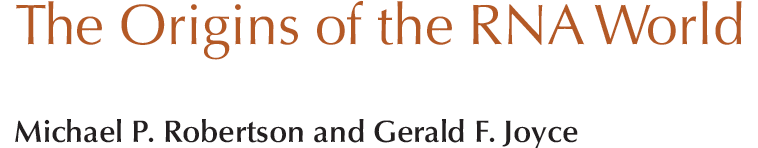 The Origins of the RNA World
Michael P. Robertson and Gerald F. Joyce